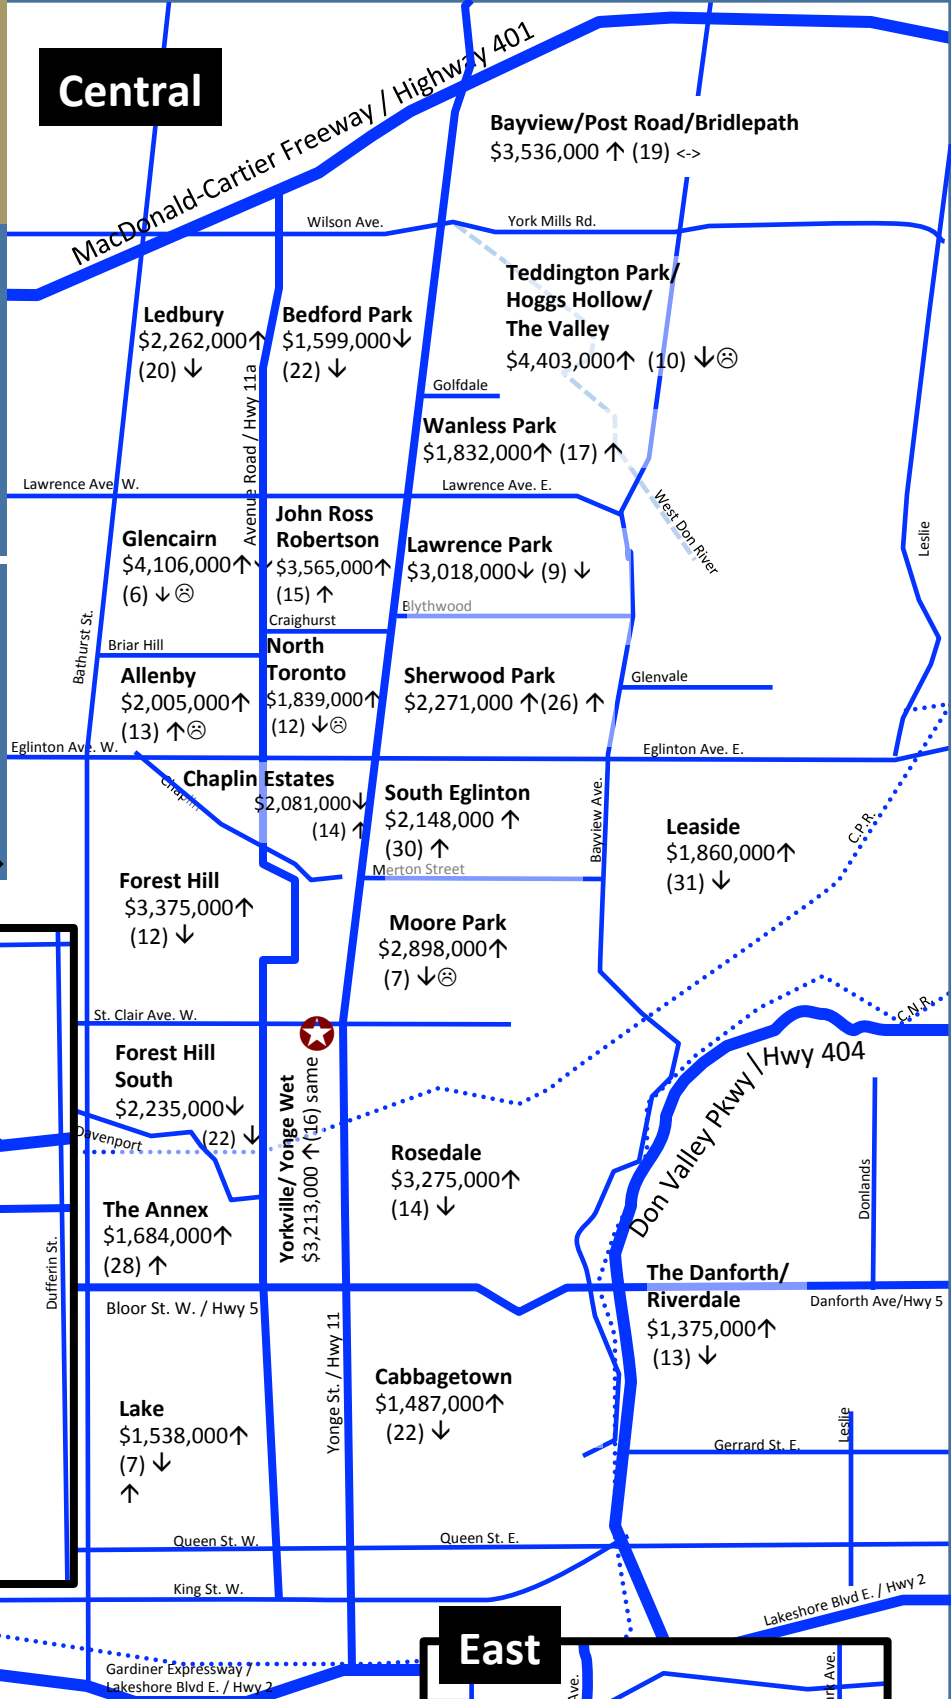 Central
MacDonald-Cartier Freeway / Highway 401
Bayview/Post Road/Bridlepath
$3,536,000 ↑ (19) <->
Wilson Ave.
York Mills Rd.
Teddington Park/
Hoggs Hollow/
The Valley
$4,403,000↑ (10) ↓☹
Ledbury
$2,262,000↑
(20) ↓
Bedford Park
$1,599,000↓
(22) ↓
Avenue Road / Hwy 11a
Golfdale
Wanless Park
$1,832,000↑ (17) ↑
Lawrence Ave. W.
Lawrence Ave. E.
West Don River
Leslie
Glencairn
$4,106,000↑
(6) ↓☹
John Ross
Robertson
$3,565,000↑
(15) ↑
Lawrence Park
$3,018,000↓ (9) ↓
Blythwood
Craighurst
Bathurst St.
Briar Hill
Allenby
$2,005,000↑
(13) ↑☹
North
Toronto
$1,839,000↑
(12) ↓☹
Sherwood Park
$2,271,000 ↑(26) ↑
Glenvale
Eglinton Ave. W.
Eglinton Ave. E.
Chaplin
Chaplin Estates
$2,081,000↓
(14) ↑
South Eglinton
$2,148,000 ↑
(30) ↑
Merton Street
Bayview Ave.
Leaside
$1,860,000↑
(31) ↓
C.P.R.
Forest Hill
$3,375,000↑
(12) ↓
Moore Park
$2,898,000↑
(7) ↓☹
C.N.R.
St. Clair Ave. W.
Don Valley Pkwy / Hwy 404
Forest Hill
South
$2,235,000↓
(22) ↓
Davenport
Yorkville/ Yonge Wet
$3,213,000 ↑(16) same
Rosedale
$3,275,000↑
(14) ↓
Donlands
The Annex
$1,684,000↑
(28) ↑
Dufferin St.
Bloor St. W. / Hwy 5
The Danforth/
Riverdale
$1,375,000↑
(13) ↓
Danforth Ave/Hwy 5
Yonge St. / Hwy 11
Cabbagetown
$1,487,000↑
(22) ↓
Lake
$1,538,000↑
(7) ↓
↑
Leslie
Gerrard St. E.
Queen St. W.
Queen St. E.
King St. W.
Lakeshore Blvd E. / Hwy 2
East
Gardiner Expressway /
Lakeshore Blvd E. / Hwy 2
Ave.
rk Ave.